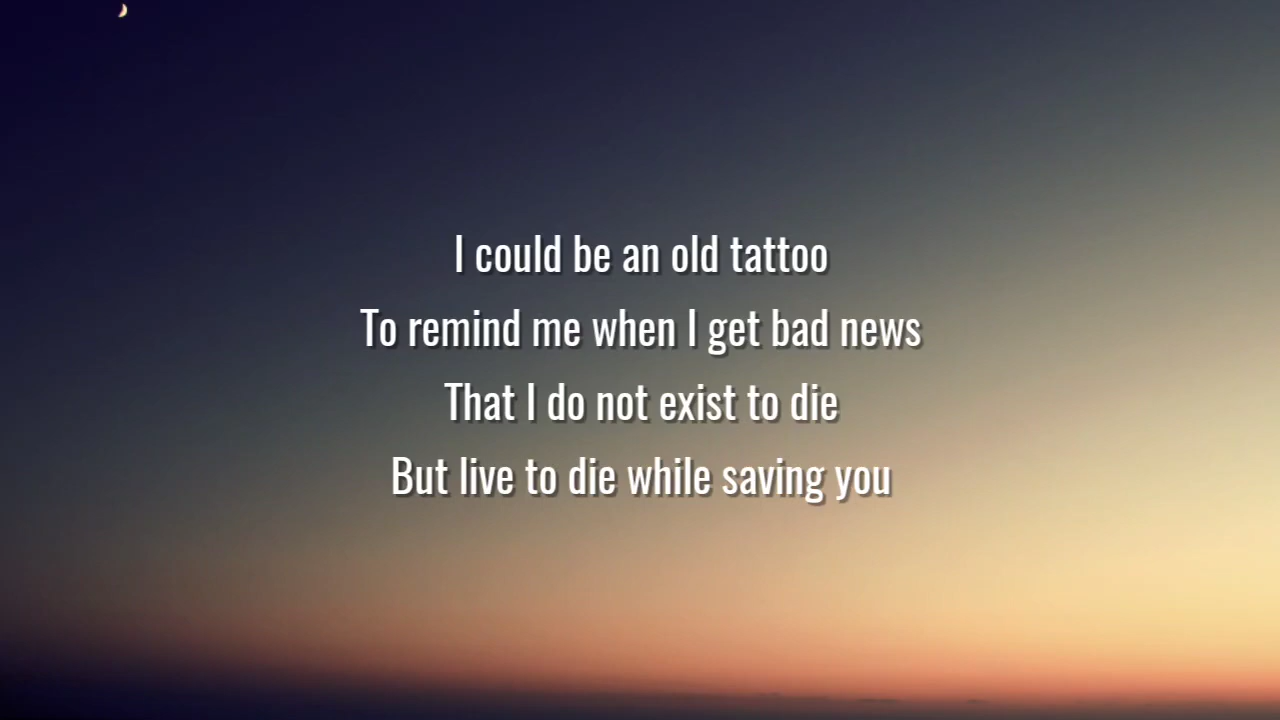 I could be an old tattoo
To remind me when I get bad news
That I do not exist to die
But live to die while saving you